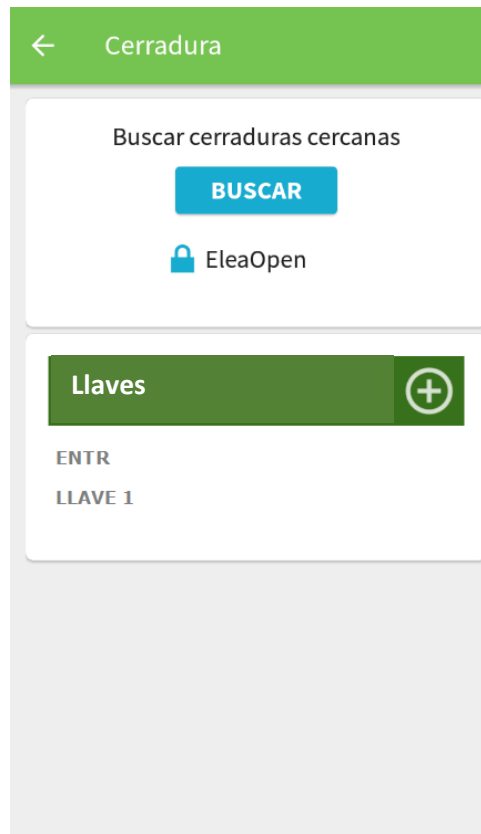 Cerradura
Buscar cerraduras cercanas
BUSCAR
EleaOpen
Llaves
ENTR
LLAVE 1